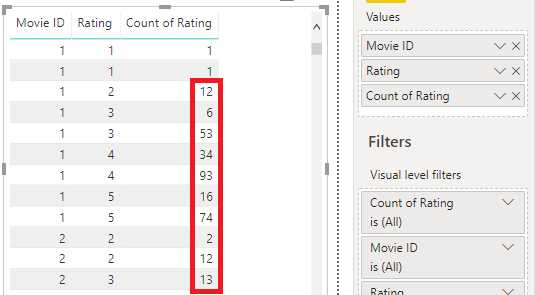 Movie ID Rating Count of Rating
1 1 1
1 1 1
1 2 12
1 3 6
1 3 53
1 4 34
1 4 93
1 5 16
1 5 74
2 2 2
2 2 12
2 3 13
Values
Movie ID
Rating
Count of Rating
Filters
Visual level filters
Count of Rating
is (All)
Movie ID
is (All)
Rating